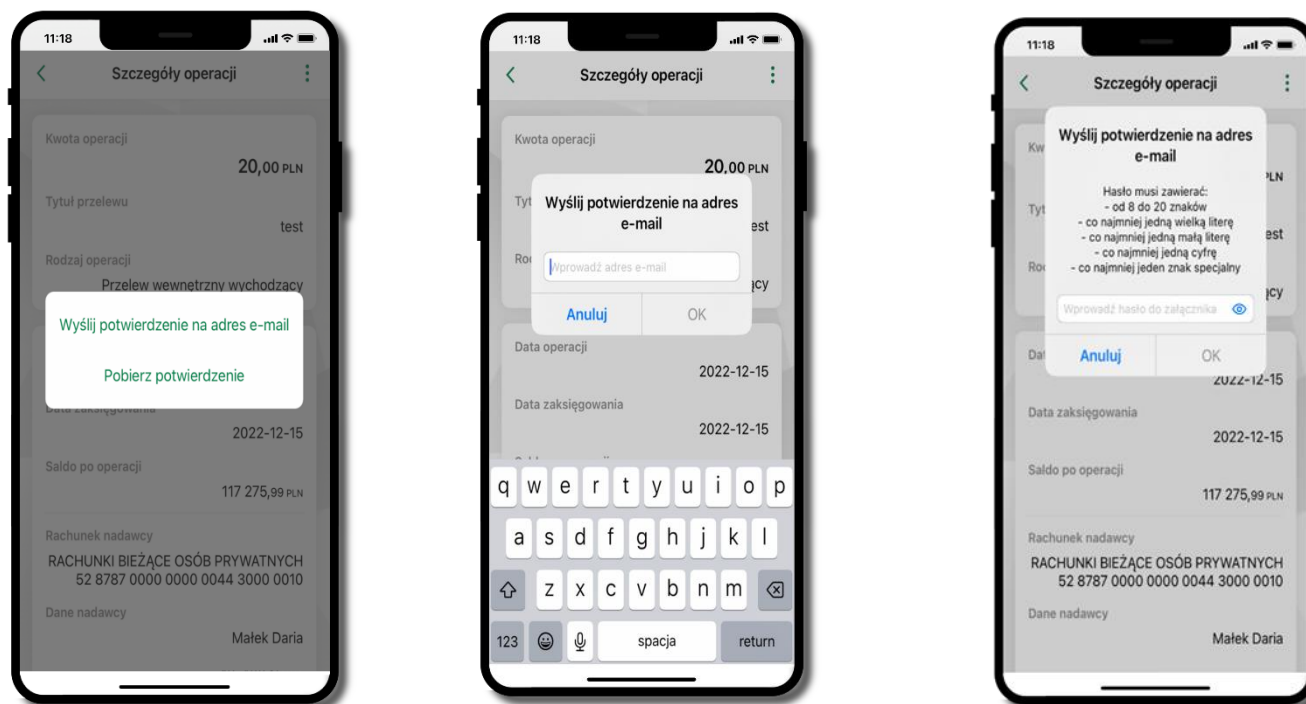 11:18
Szczegóły operacji
Kwota operacji
20,00 PLN
Tytuł przelewu
test
Rodzaj operacji
Przelew wewnętrzny wychodzący
Wyślij potwierdzenie na adres e-mail
Pobierz potwierdzenie
Data zaksięgowania
2022-12-15
Saldo po operacji
117 275,99 PLN
Rachunek nadawcy
RACHUNKI BIEŻĄCE OSÓB PRYWATNYCH
52 8787 0000 0000 0044 3000 0010
Dane nadawcy
Małek Daria
11:18
Szczegóły operacji
Kwota operacji
20,00 PLN
Wyślij potwierdzenie na adres
e-mail
Wprowadź adres e-mail
Anuluj OK
Data operacji
2022-12-15
Data zaksięgowania
2022-12-15
q w e r t y u i o p
a s d f g h j k l
z x c v b n m
123 spacja return
11:18
Szczegóły operacji
Wyślij potwierdzenie na adres
e-mail
PLN
Hasło musi zawierać:
- od 8 do 20 znaków
- co najmniej jedną wielką literę
- co najmniej jedną małą literę
- co najmniej jedną cyfrę
- co najmniej jeden znak specjalny
Wprowadź hasło do załącznika
Anuluj OK
2022-12-15
Data zaksięgowania
2022-12-15
Saldo po operacji
117 275,99 PLN
Rachunek nadawcy
RACHUNKI BIEŻĄCE OSÓB PRYWATNYCH
52 8787 0000 0000 0044 3000 0010
Dane nadawcy
Małek Daria